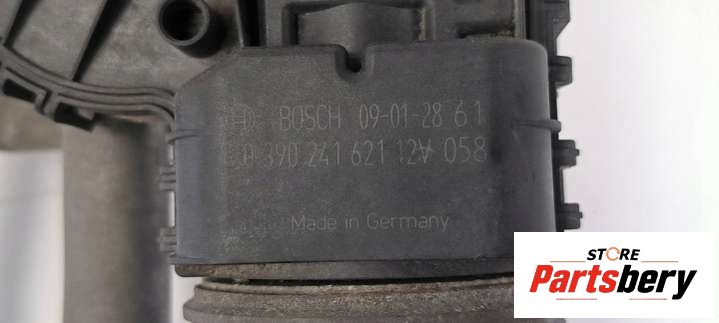 BOSCH 09-01-28 61
0 390 241 621 12V 058
Made in Germany
STORE
Partsbery